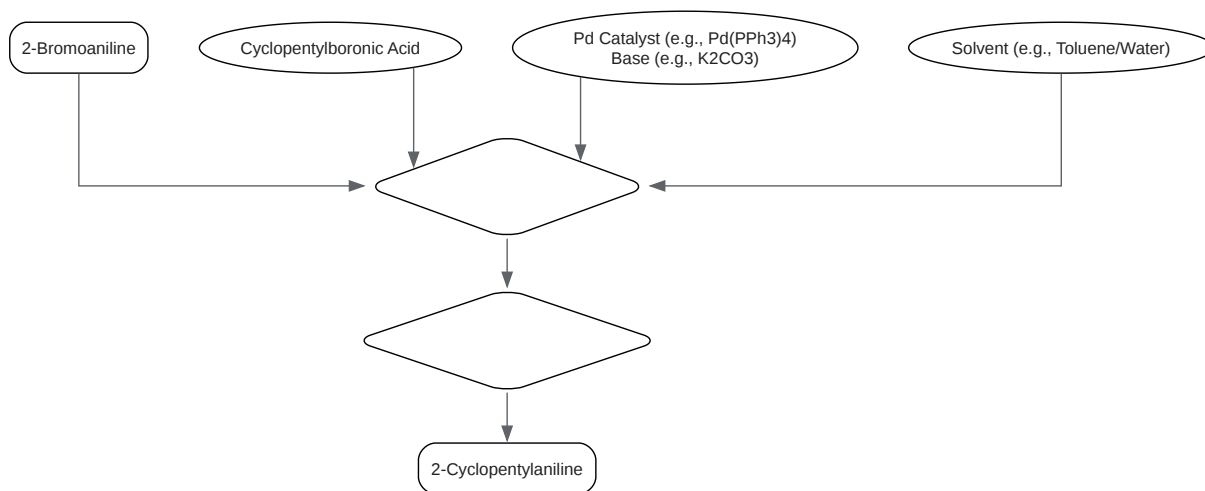 2-Bromoaniline
Cyclopentylboronic Acid
Pd Catalyst (e.g., Pd(PPh3)4)
Base (e.g., K2CO3)
Solvent (e.g., Toluene/Water)
2-Cyclopentylaniline